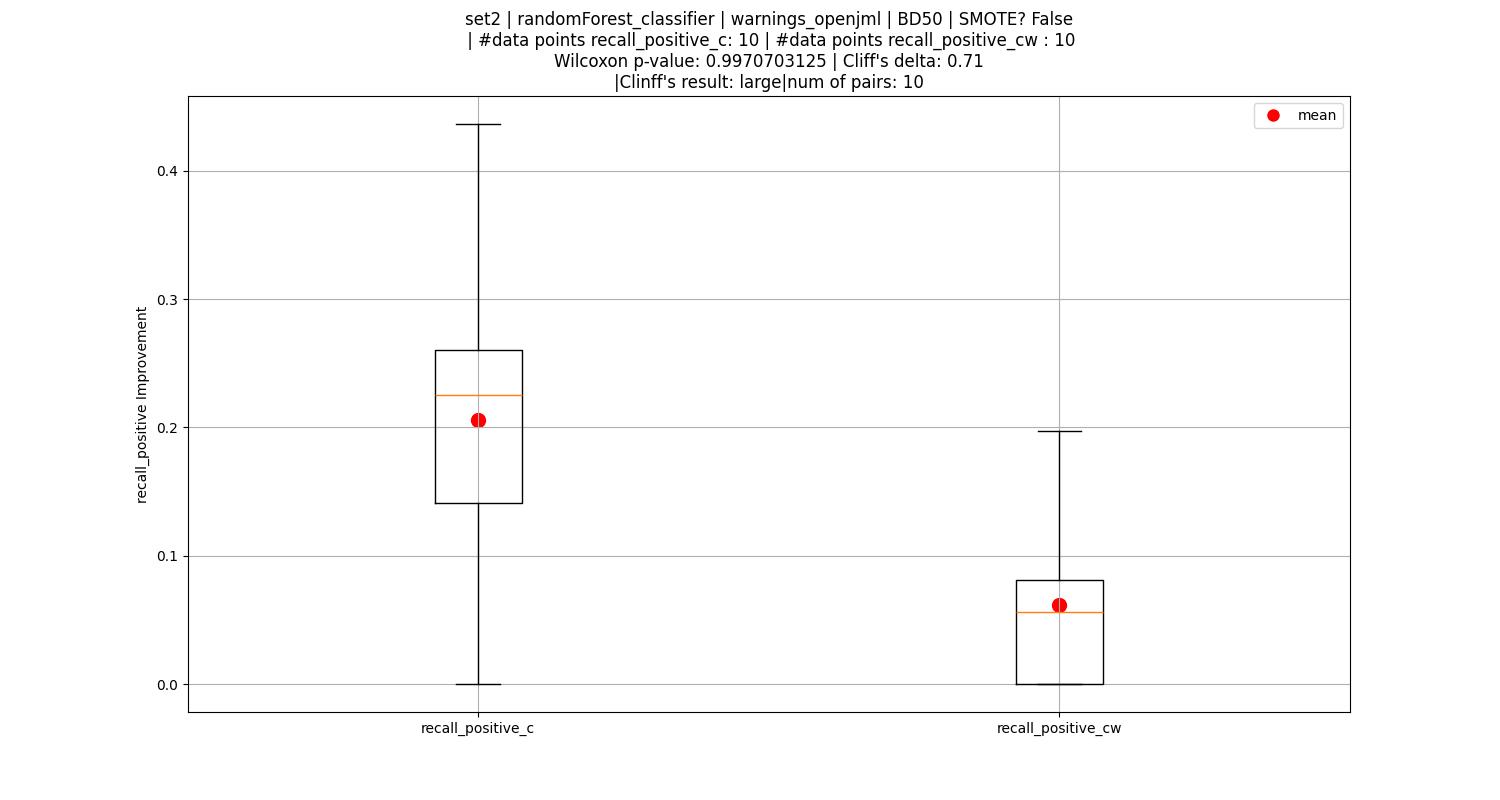 set2 | randomForest_classifier | warnings_openjml | BD50 | SMOTE? False
| #data points recall_positive_c: 10 | #data points recall_positive_cw : 10
Wilcoxon p-value: 0.9970703125 | Cliff's delta: 0.71
|Clinff's result: large|num of pairs: 10
mean
recall_positive Improvement
0.4
0.3
0.2
0.1
0.0
recall_positive_c
recall_positive_cw